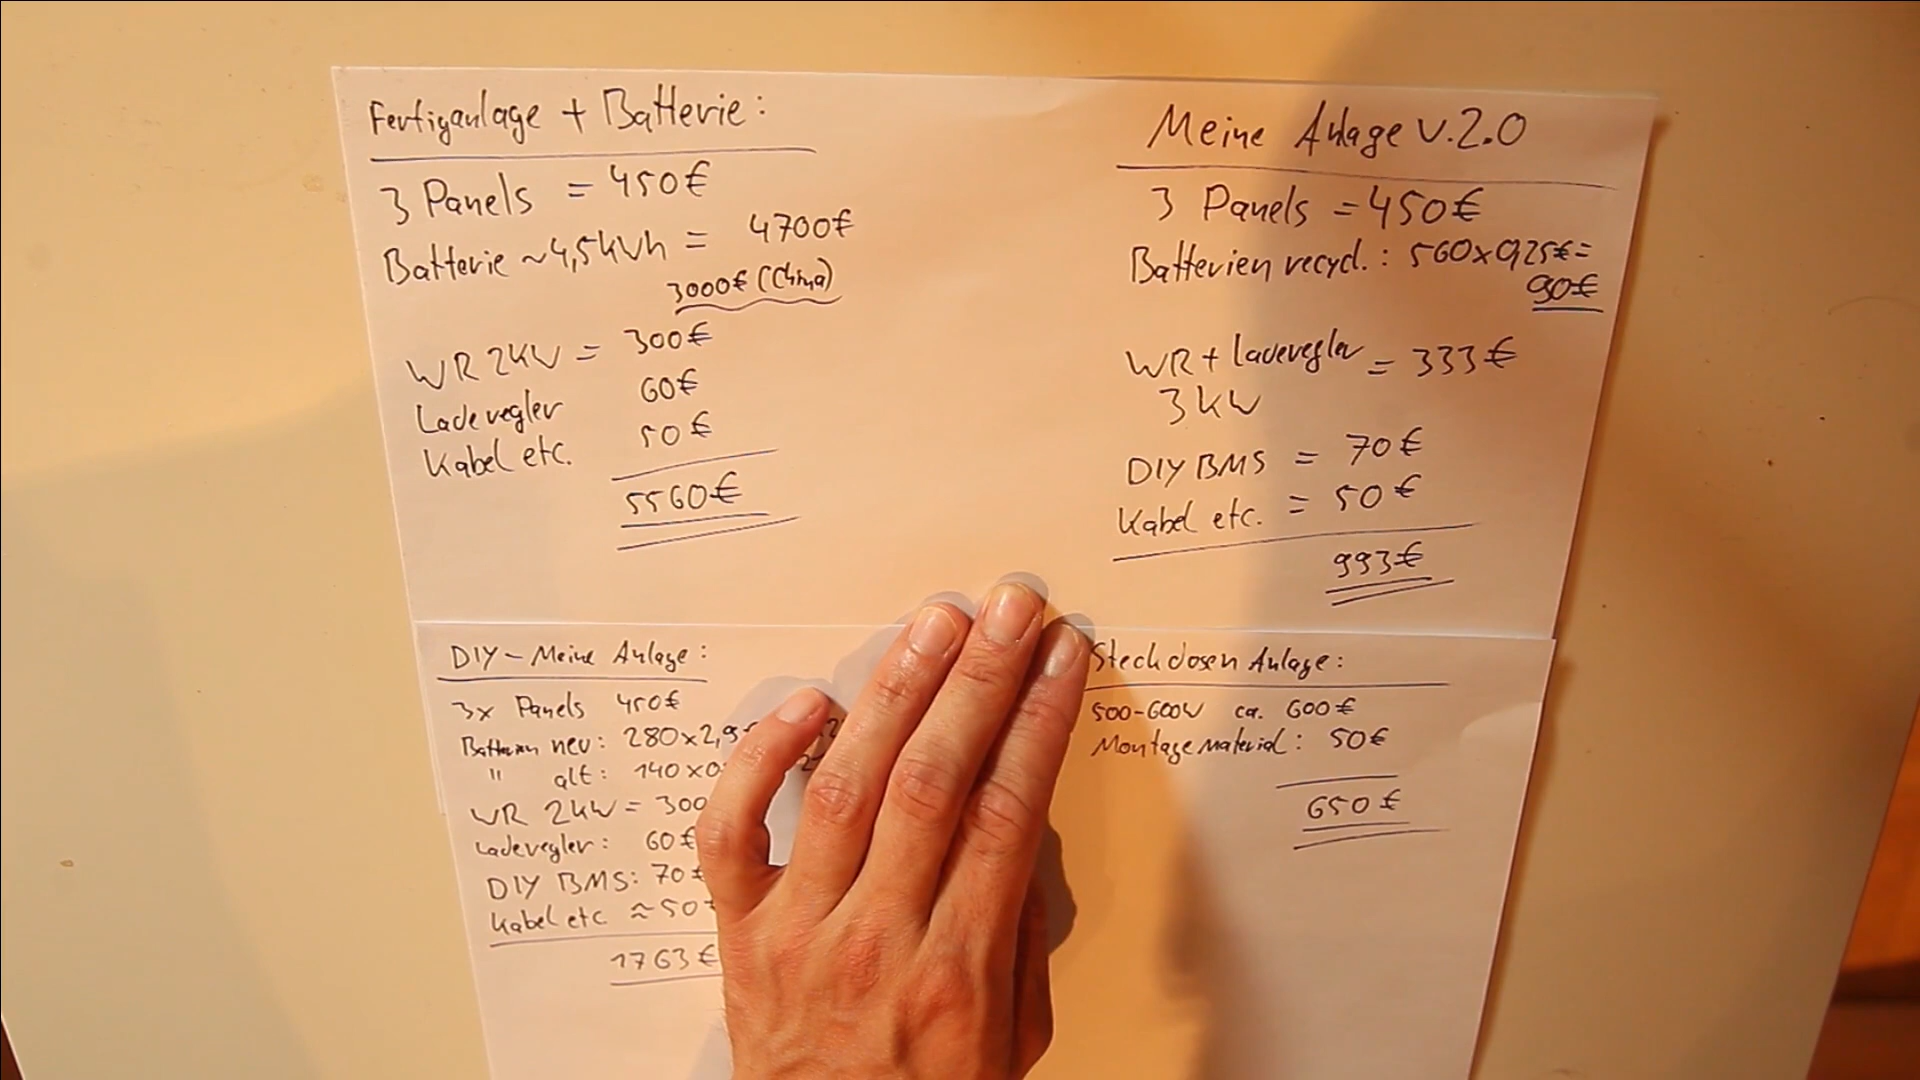 Fertiganlage + Batterie:
3 Panels = 450€
Batterie ~4,5kWh = 4700€
3000€ (China)
WR 2KW = 300€
Laderegler 60€
Kabel etc. 50€
5560€
Meine Anlage V.2.0
3 Panels = 450€
Batterien recycl.: 560x0,25€ =
90€
WR + Laderegler = 333€
3KW
DIY BMS = 70€
Kabel etc. = 50€
993€
DIY - Meine Anlage:
3x Panels 450€
Batterien neu: 280x2,9
" alt: 140x0
WR 2KW = 300
Laderegler: 60€
DIY BMS: 70€
Kabel etc ≈50
1763€
Steckdosen Anlage:
500-600W ca. 600€
Montagematerial: 50€
650€